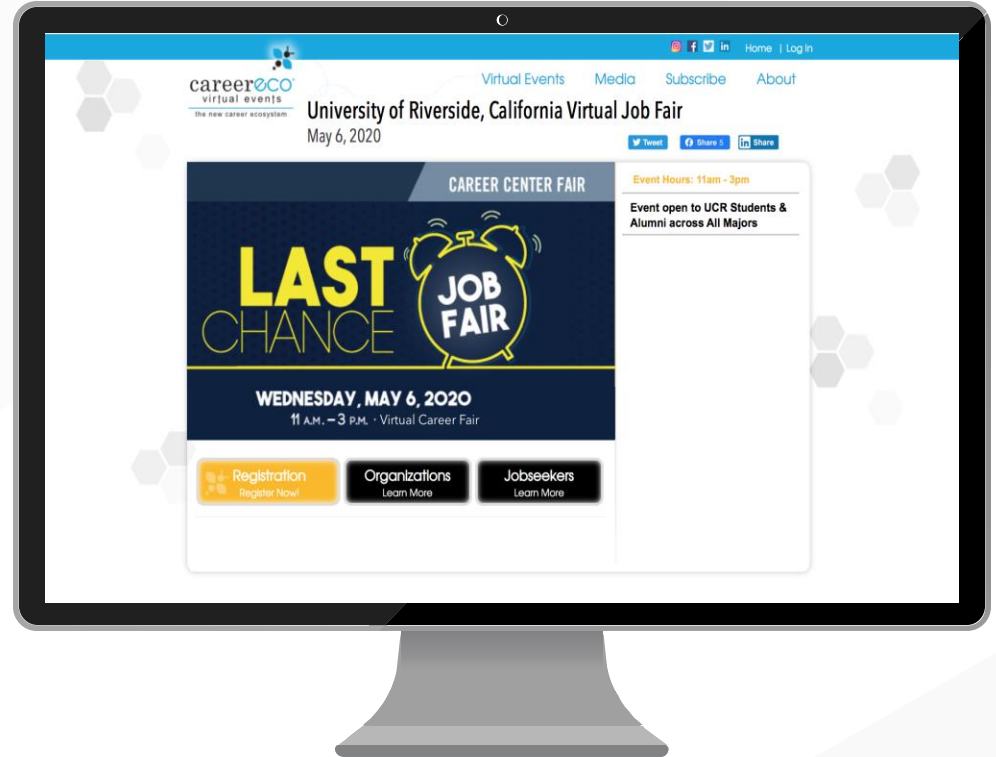 Home | Log In
careereco
virtual events
the new career ecosystem
Virtual Events Media Subscribe About
University of Riverside, California Virtual Job Fair
May 6, 2020
Tweet
Share 5
in Share
CAREER CENTER FAIR
LAST
CHANCE
JOB
FAIR
WEDNESDAY, MAY 6, 2020
11 A.M. – 3 P.M. · Virtual Career Fair
Event Hours: 11am - 3pm
Event open to UCR Students &
Alumni across All Majors
Registration
Register Now!
Organizations
Learn More
Jobseekers
Learn More